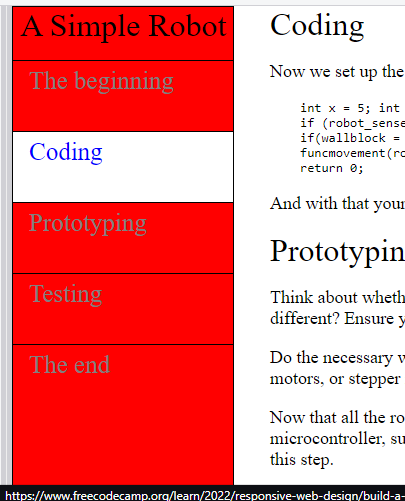 A Simple Robot
The beginning
Coding
Prototyping
Testing
The end
Coding
Now we set up the
int x = 5; int
if (robot_sense
if(wallblock =
funcmovement(ro
return 0;
And with that your
Prototypin
Think about wheth
different? Ensure y
Do the necessary w
motors, or stepper
Now that all the ro
microcontroller, su
this step.
https://www.freecodecamp.org/learn/2022/responsive-web-design/build-a-